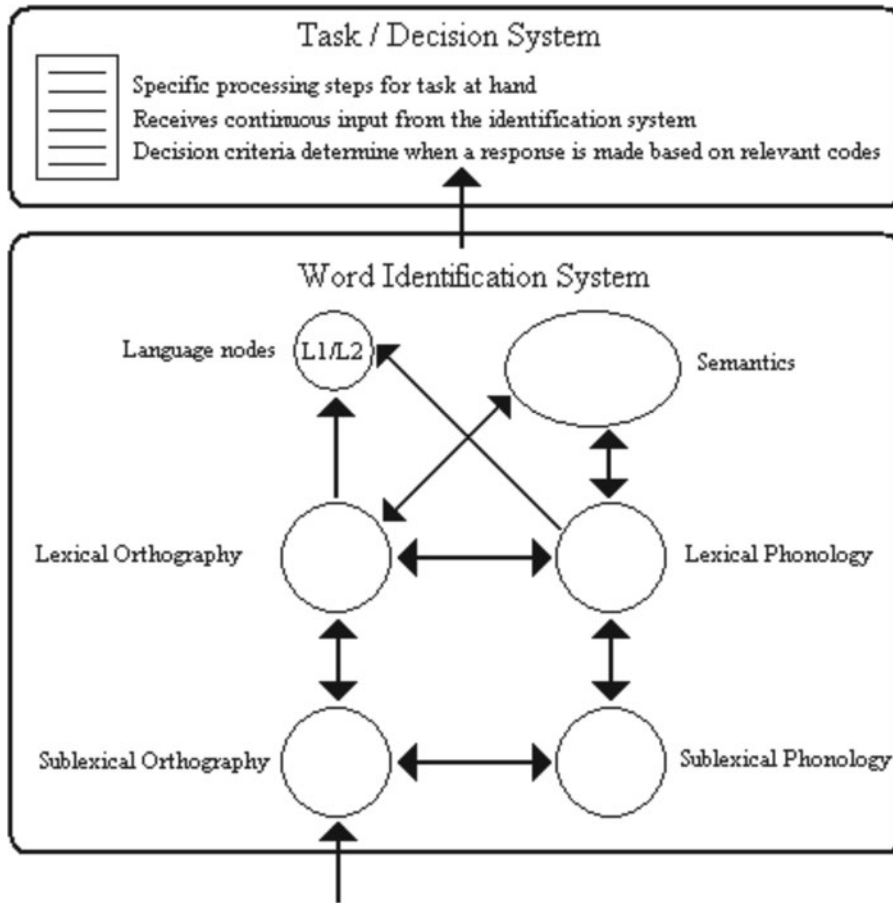 Task / Decision System
Specific processing steps for task at hand
Receives continuous input from the identification system
Decision criteria determine when a response is made based on relevant codes
Word Identification System
Language nodes
L1/L2
Semantics
Lexical Orthography
Lexical Phonology
Sublexical Orthography
Sublexical Phonology